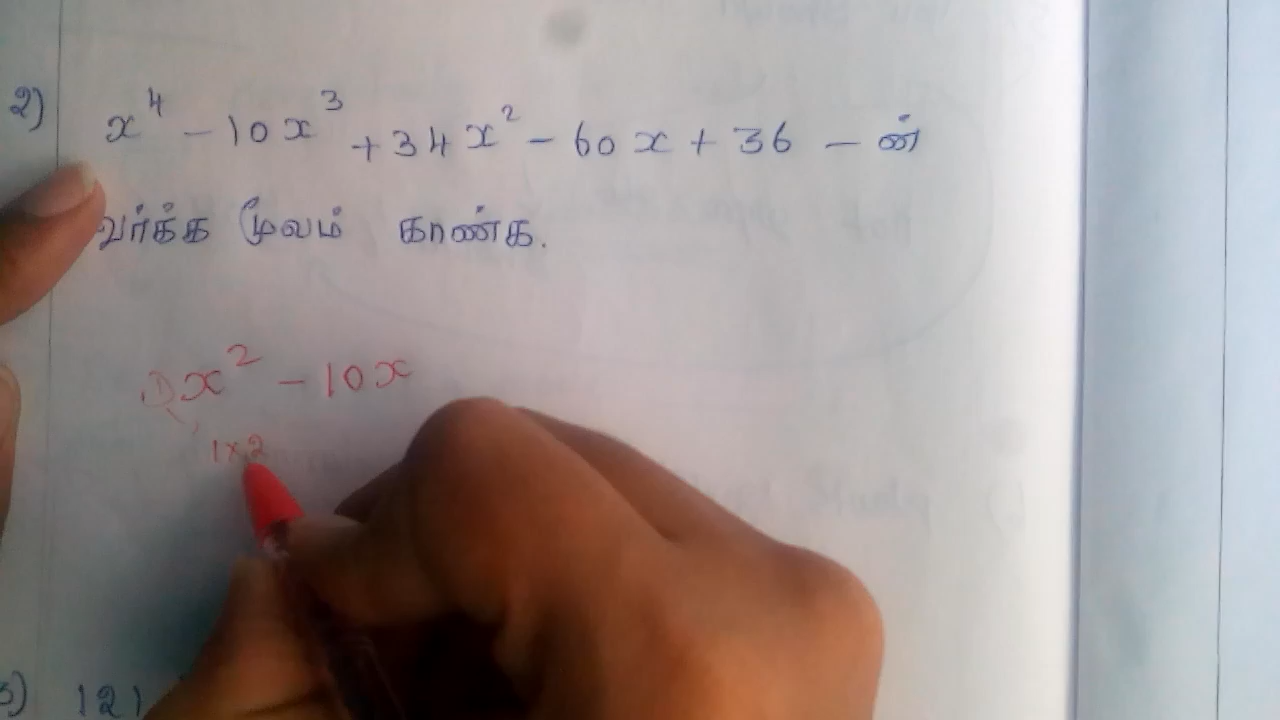 2) x⁴ - 10x³ + 34x² - 60x + 36 - ன்
வர்க்க மூலம் காண்க.
① x² - 10x
1×2
3) 121